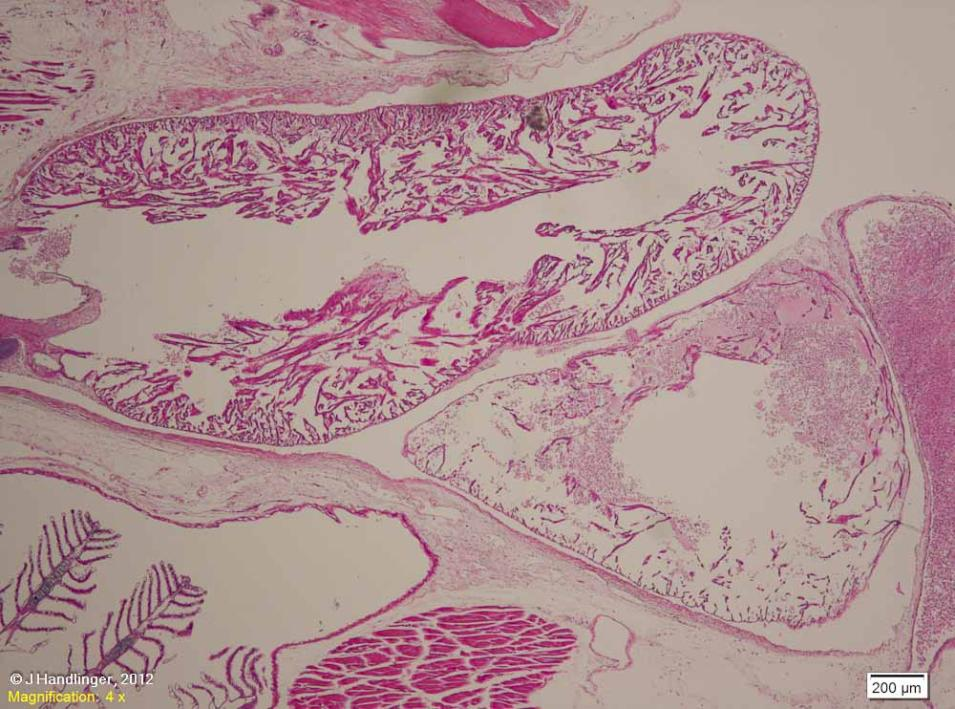 © J Handlinger, 2012
Magnification: 4 x
200 µm